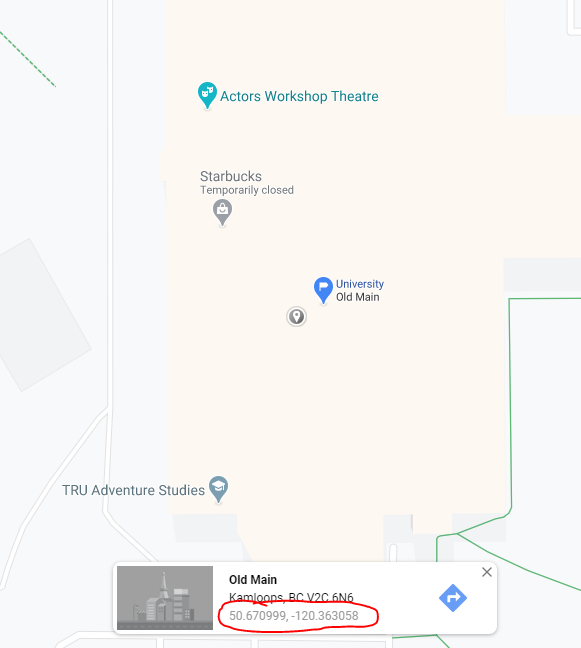 Actors Workshop Theatre
Starbucks
Temporarily closed
University
Old Main
TRU Adventure Studies
Old Main
Kamloops, BC V2C 6N6
50.670999, -120.363058